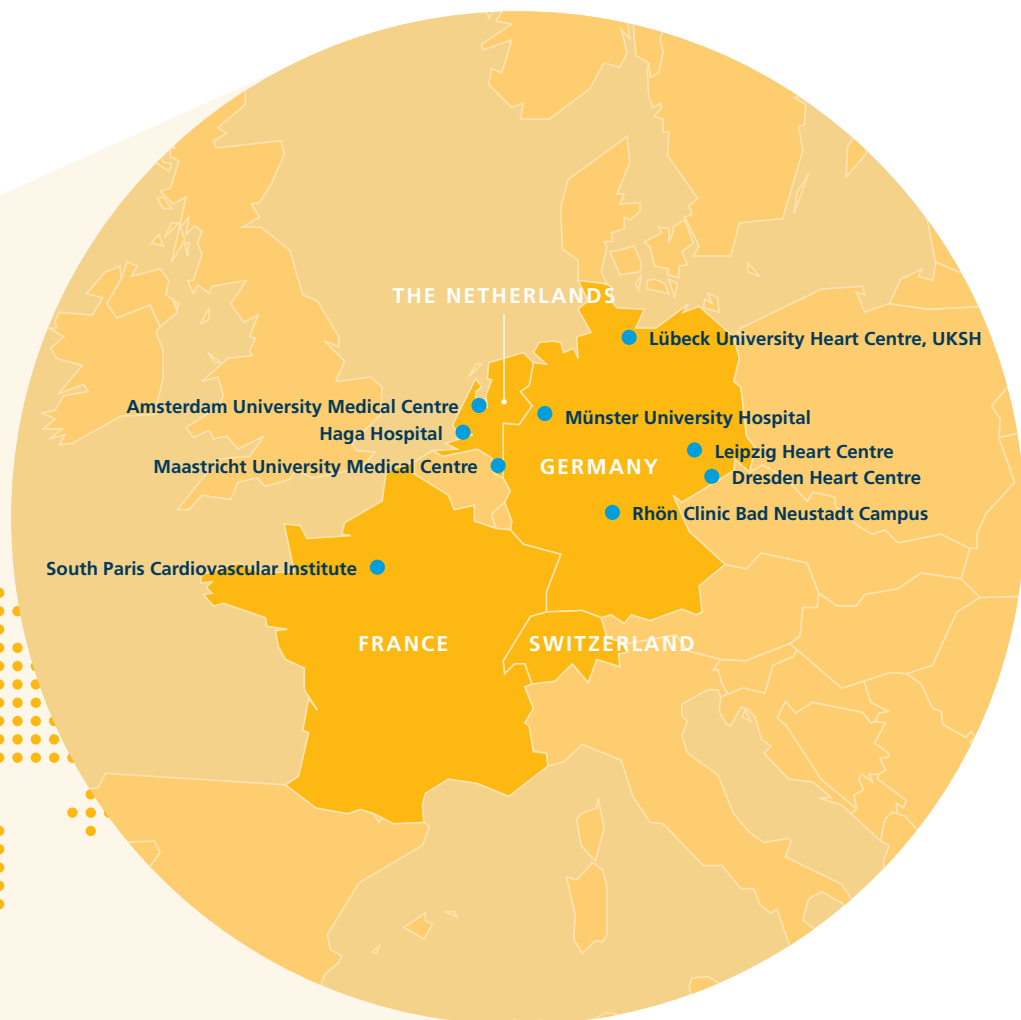 THE NETHERLANDS
Lübeck University Heart Centre, UKSH
Amsterdam University Medical Centre
Münster University Hospital
Haga Hospital
Leipzig Heart Centre
Maastricht University Medical Centre
GERMANY
Dresden Heart Centre
Rhön Clinic Bad Neustadt Campus
South Paris Cardiovascular Institute
FRANCE
SWITZERLAND